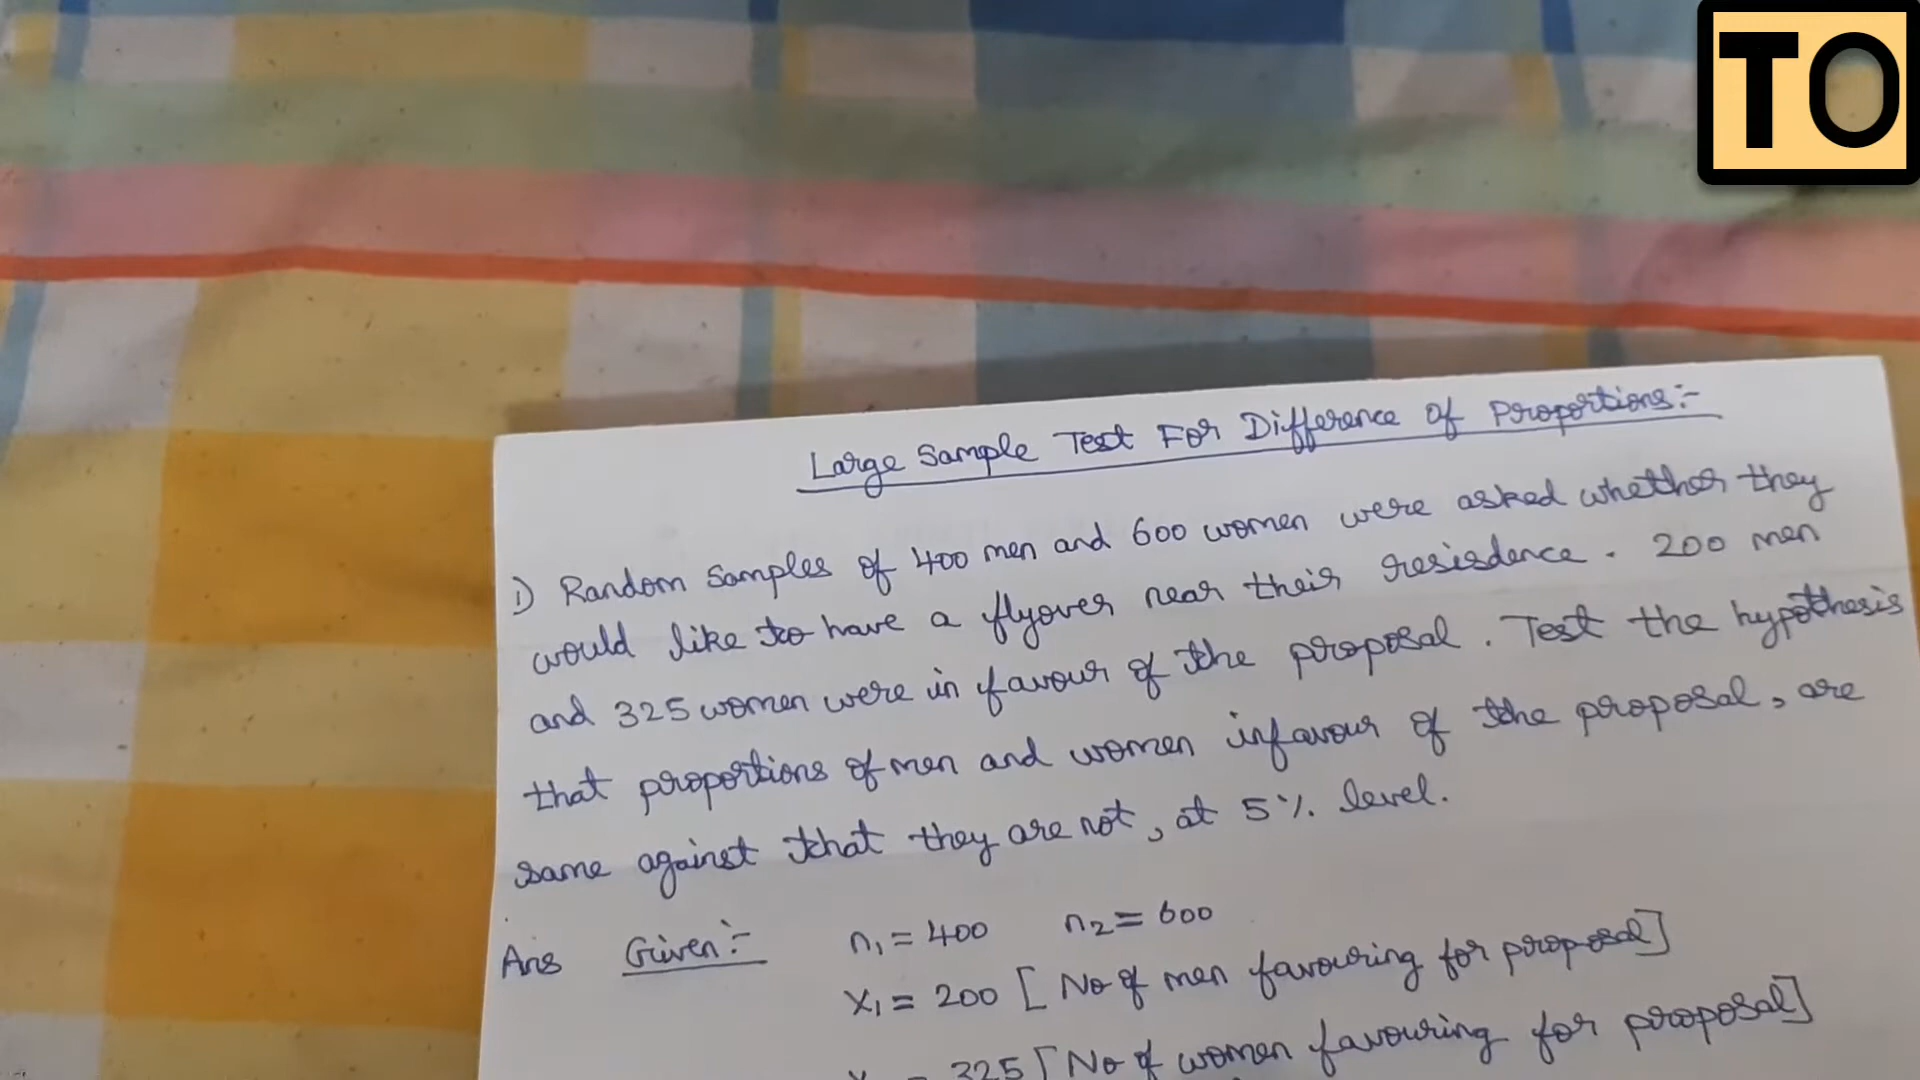 TO
Large Sample Test For Difference of Proportions:-
1) Random Samples of 400 men and 600 women were asked whether they
would like to have a flyover near their resisdence. 200 men
and 325 women were in favour of the proposal. Test the hypothesis
that proportions of men and women infavour of the proposal, are
same against that they are not, at 5% level.
Ans Given:- n₁ = 400 n₂ = 600
X₁ = 200 [No of men favouring for proposal]
= 325 [No of women favouring for proposal]